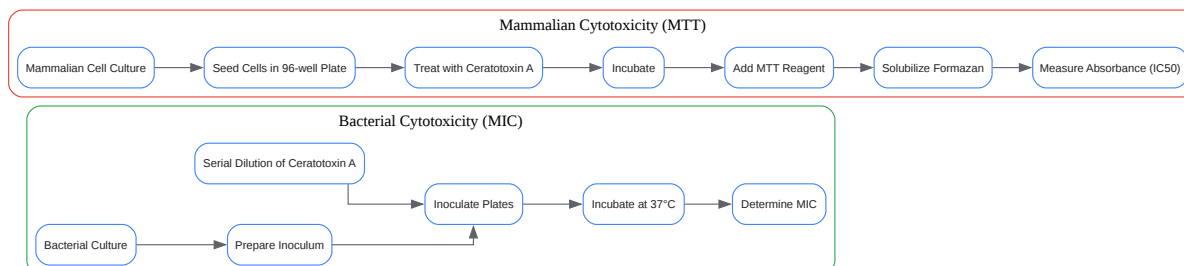 Mammalian Cytotoxicity (MTT)
Mammalian Cell Culture
Seed Cells in 96-well Plate
Treat with Ceratotoxin A
Incubate
Add MTT Reagent
Solubilize Formazan
Measure Absorbance (IC50)
Bacterial Cytotoxicity (MIC)
Serial Dilution of Ceratotoxin A
Inoculate Plates
Incubate at 37°C
Determine MIC
Bacterial Culture
Prepare Inoculum